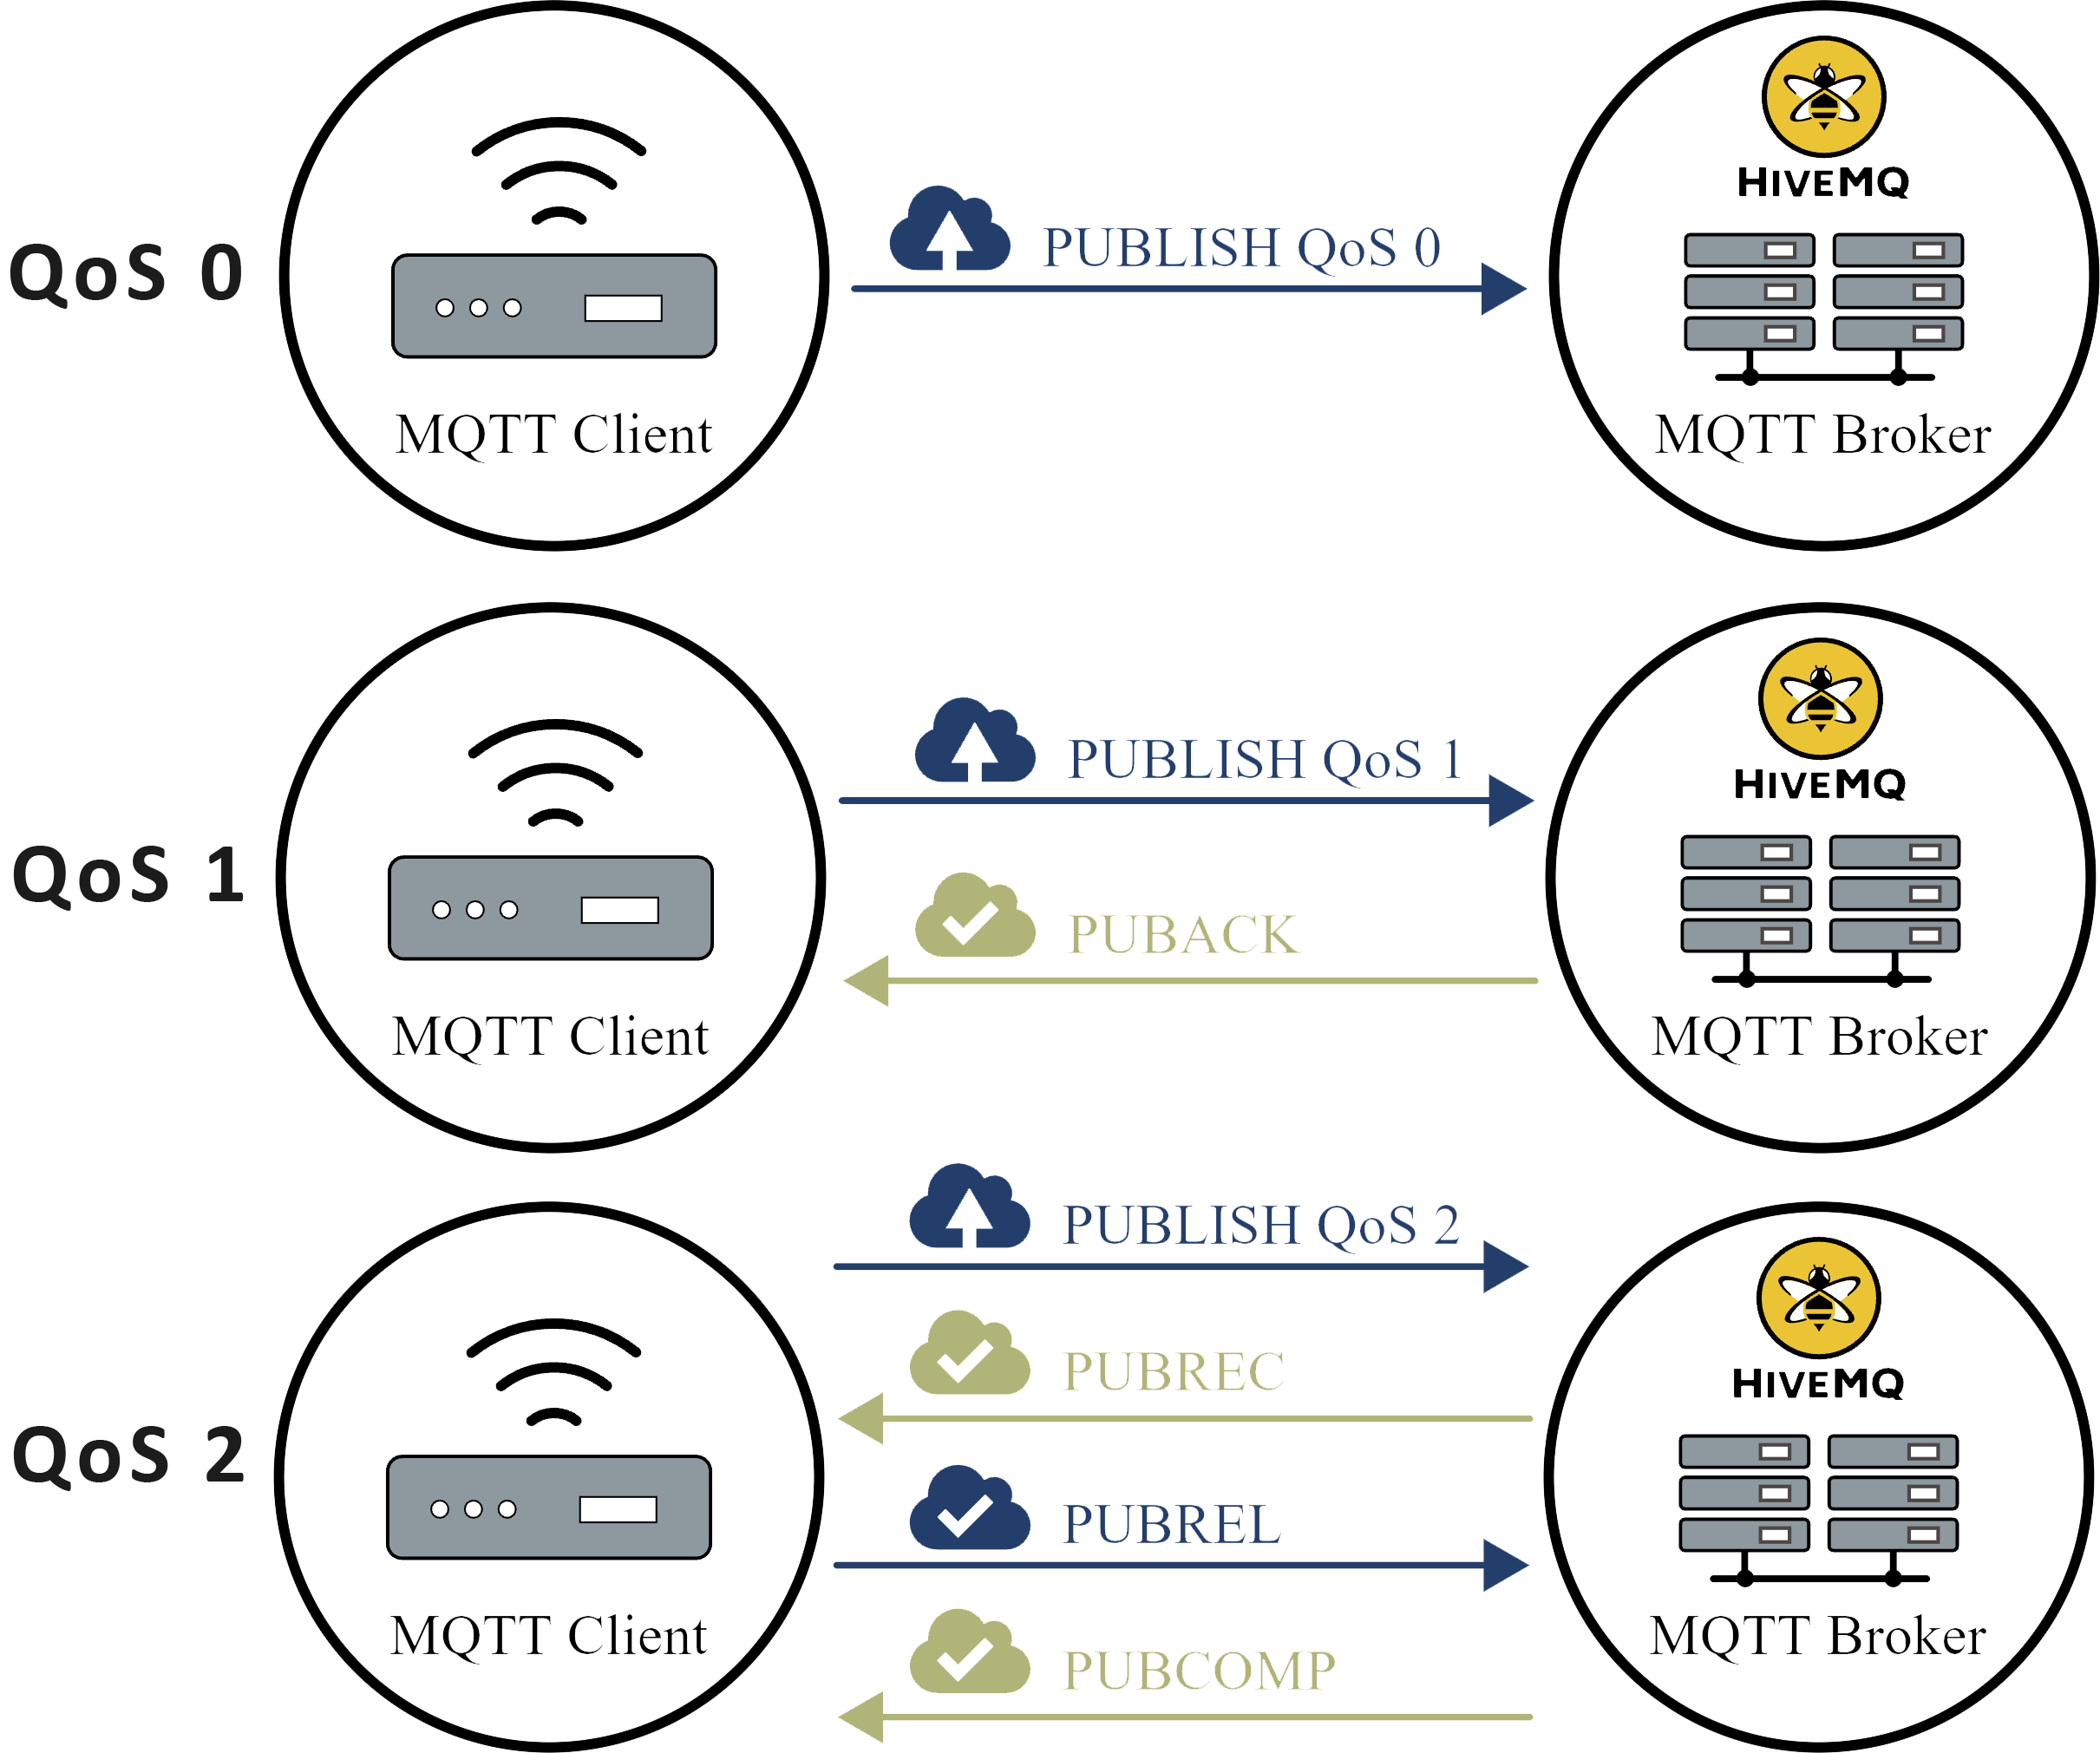 QoS 0
MQTT Client
PUBLISH QoS 0
HIVEMQ
MQTT Broker
QoS 1
MQTT Client
PUBLISH QoS 1
PUBACK
HIVEMQ
MQTT Broker
QoS 2
MQTT Client
PUBLISH QoS 2
PUBREC
PUBREL
PUBCOMP
HIVEMQ
MQTT Broker